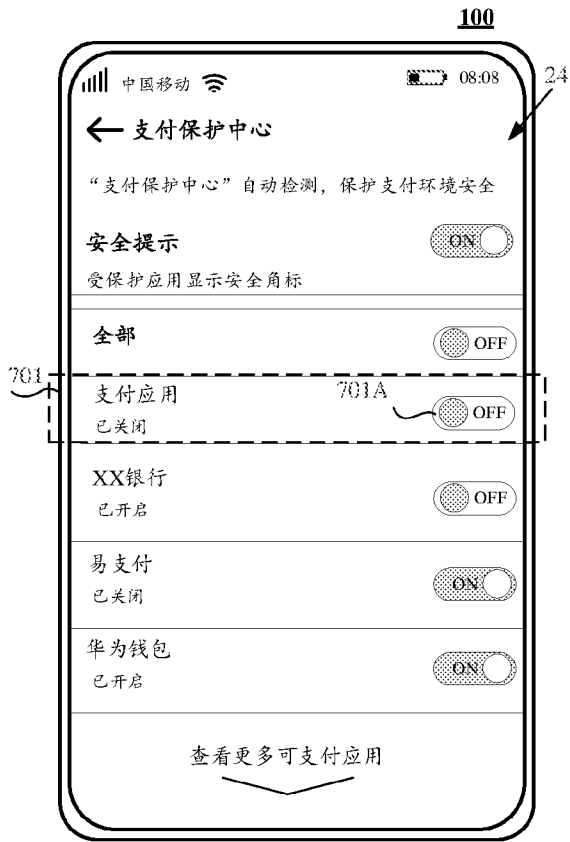 100
中国移动 08:08
24
支付保护中心
“支付保护中心”自动检测，保护支付环境安全
安全提示 ON
受保护应用显示安全角标
全部 OFF
701
支付应用 701A OFF
已关闭
XX银行 OFF
已开启
易支付 ON
已关闭
华为钱包 ON
已开启
查看更多可支付应用